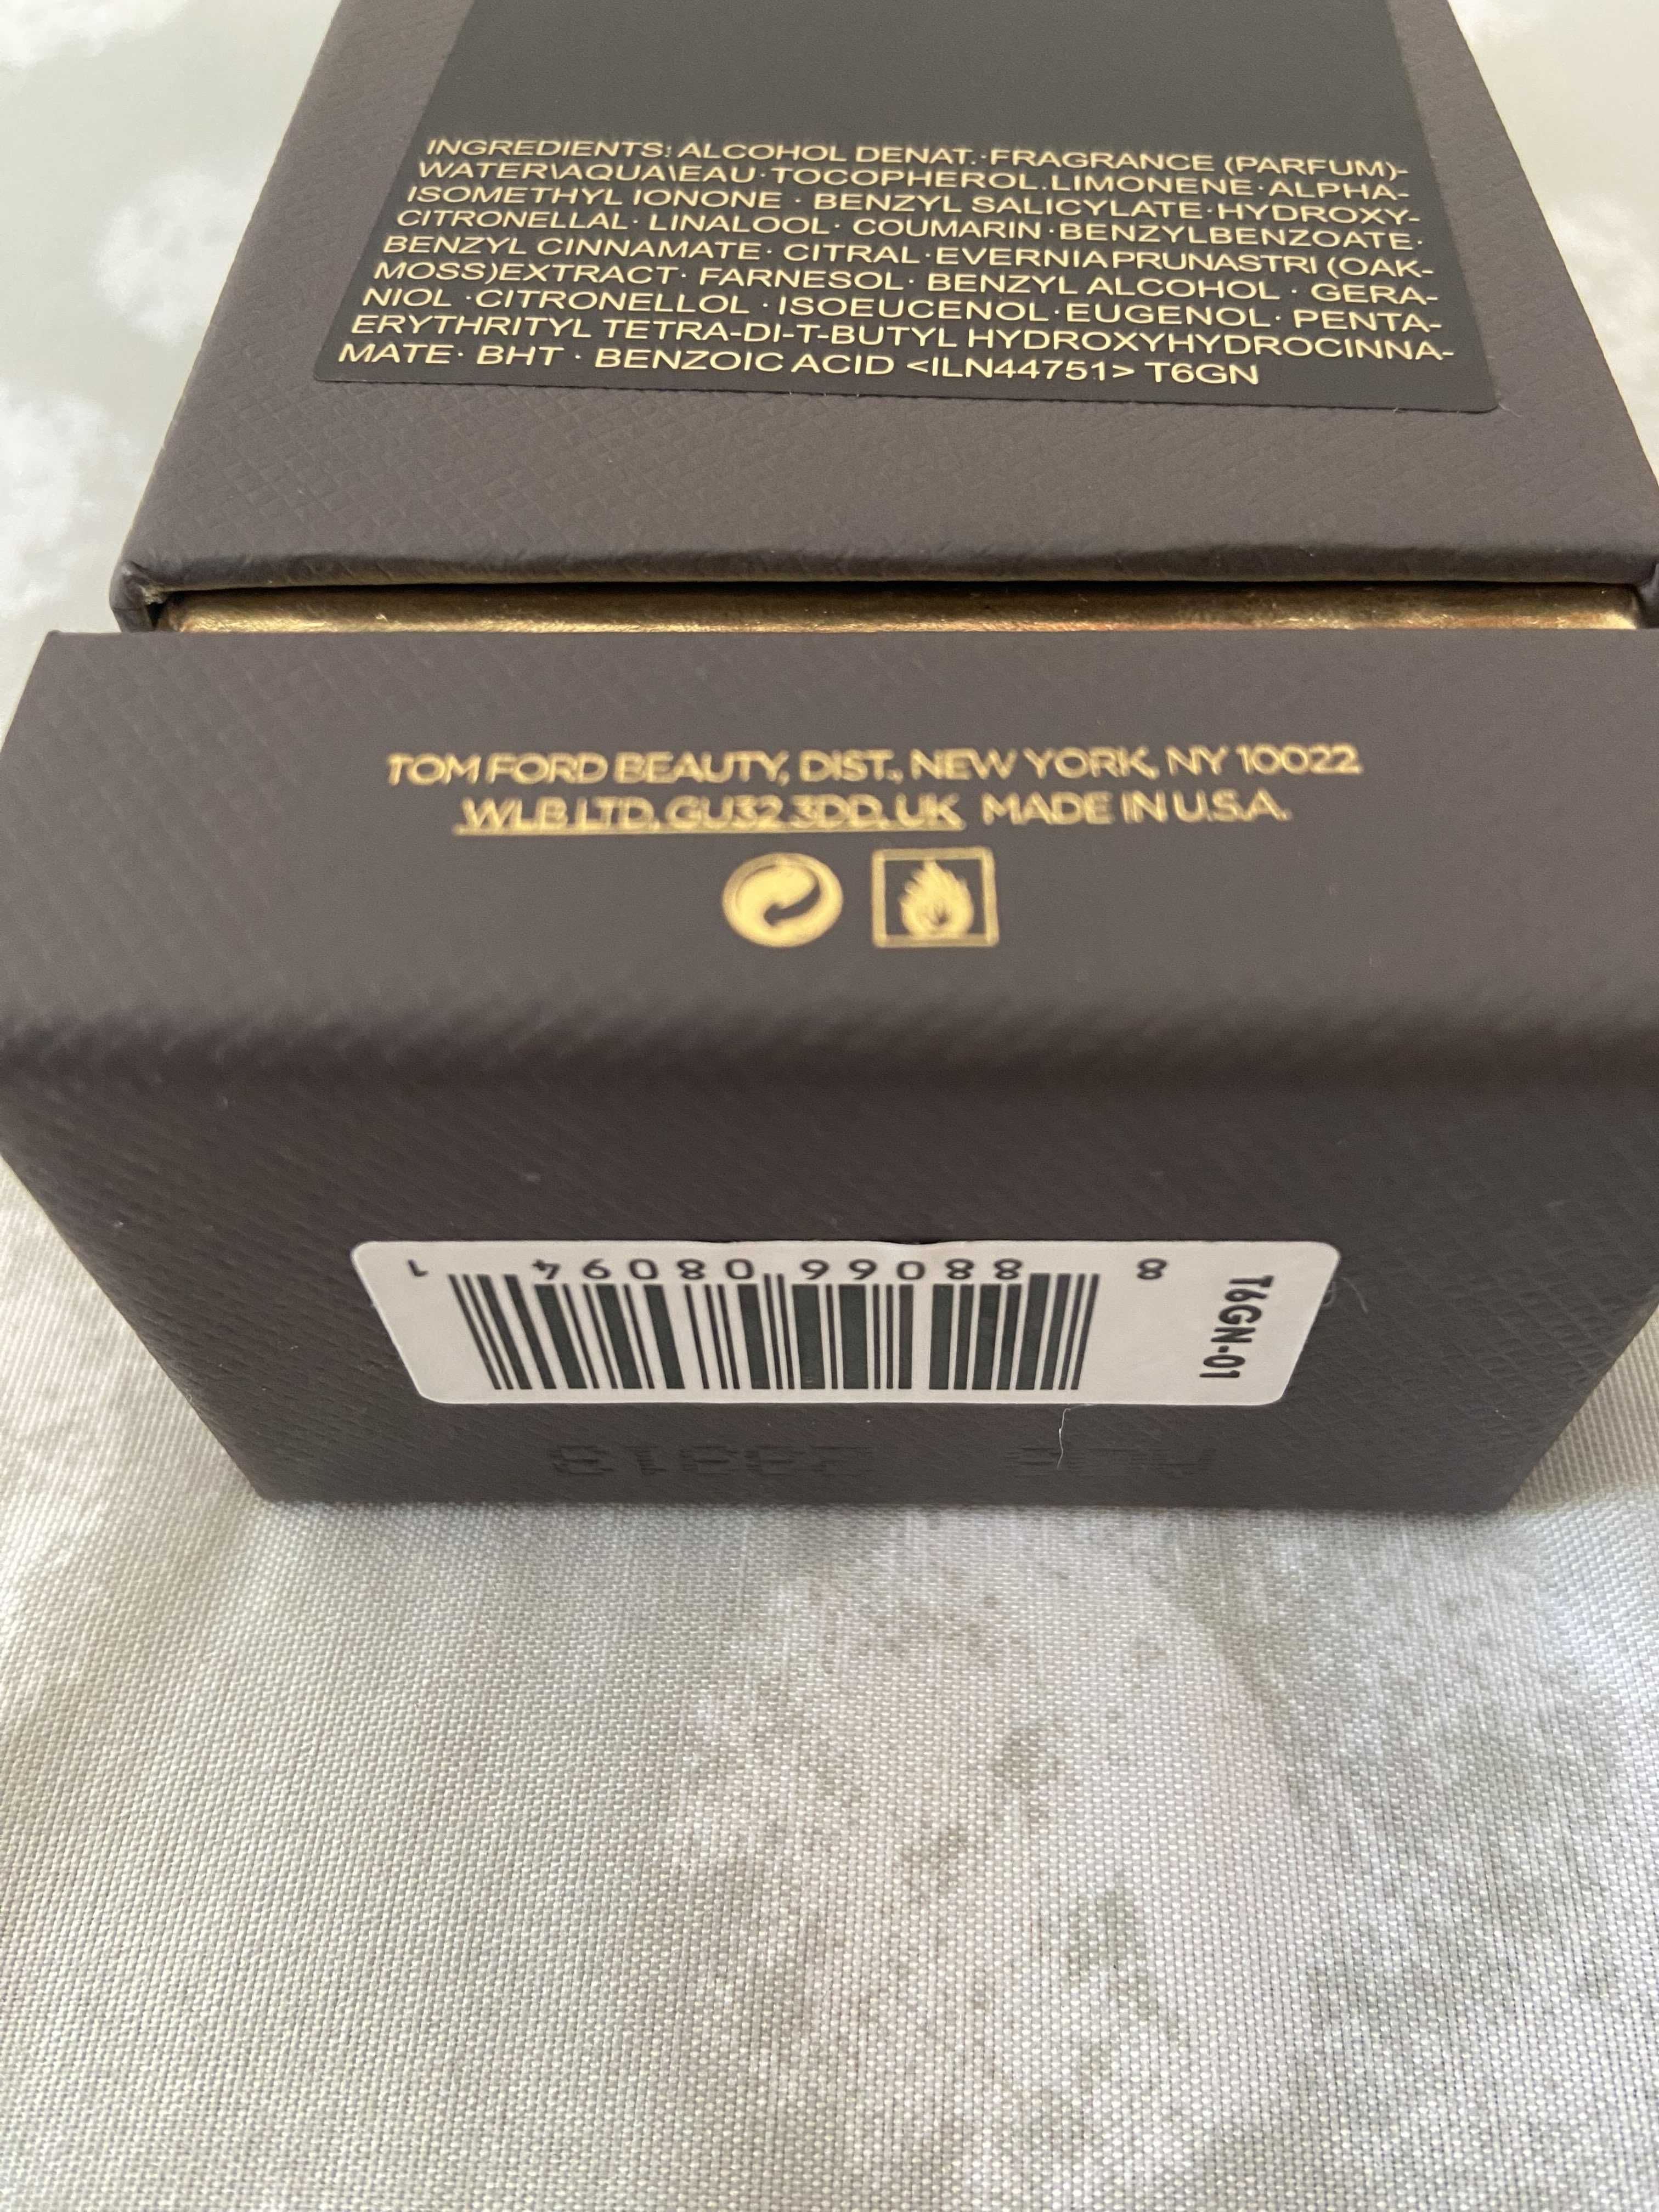 INGREDIENTS: ALCOHOL DENAT.·FRAGRANCE (PARFUM)-
WATER\AQUA\EAU·TOCOPHEROL.LIMONENE·ALPHA-
ISOMETHYL IONONE · BENZYL SALICYLATE·HYDROXY-
CITRONELLAL· LINALOOL· COUMARIN·BENZYLBENZOATE·
BENZYL CINNAMATE· CITRAL·EVERNIAPRUNASTRI (OAK-
MOSS)EXTRACT· FARNESOL· BENZYL ALCOHOL · GERA-
NIOL ·CITRONELLOL · ISOEUCENOL·EUGENOL· PENTA-
ERYTHRITYL TETRA-DI-T-BUTYL HYDROXYHYDROCINNA-
MATE· BHT · BENZOIC ACID <ILN44751> T6GN
TOM FORD BEAUTY, DIST., NEW YORK, NY 10022
WLB LTD, GU32 3DD, UK MADE IN U.S.A.
8 88066 08094 1
T6GN-01